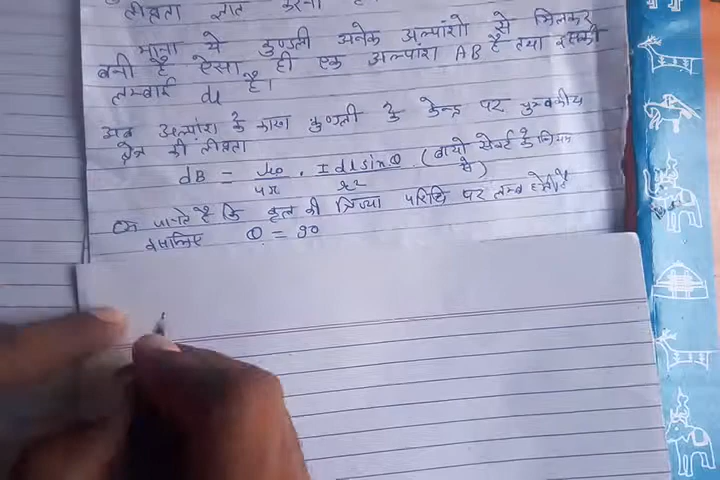 तीव्रता ज्ञात करना है
माना ये कुण्डली अनेक अल्पांशो से मिलकर
बनी है ऐसा ही एक अल्पांश AB है तथा इसकी
लम्बाई dl है।
अब अल्पांश के कारण कुण्डली के केन्द्र पर चुम्बकीय
क्षेत्र की तीव्रता
dB = μ₀/4π · I dl sinθ/r² (बायो सेवर्ट के नियम से)
जानते है कि वृत्त की त्रिज्या परिधि पर लम्ब होती है
इसलिए θ = 90